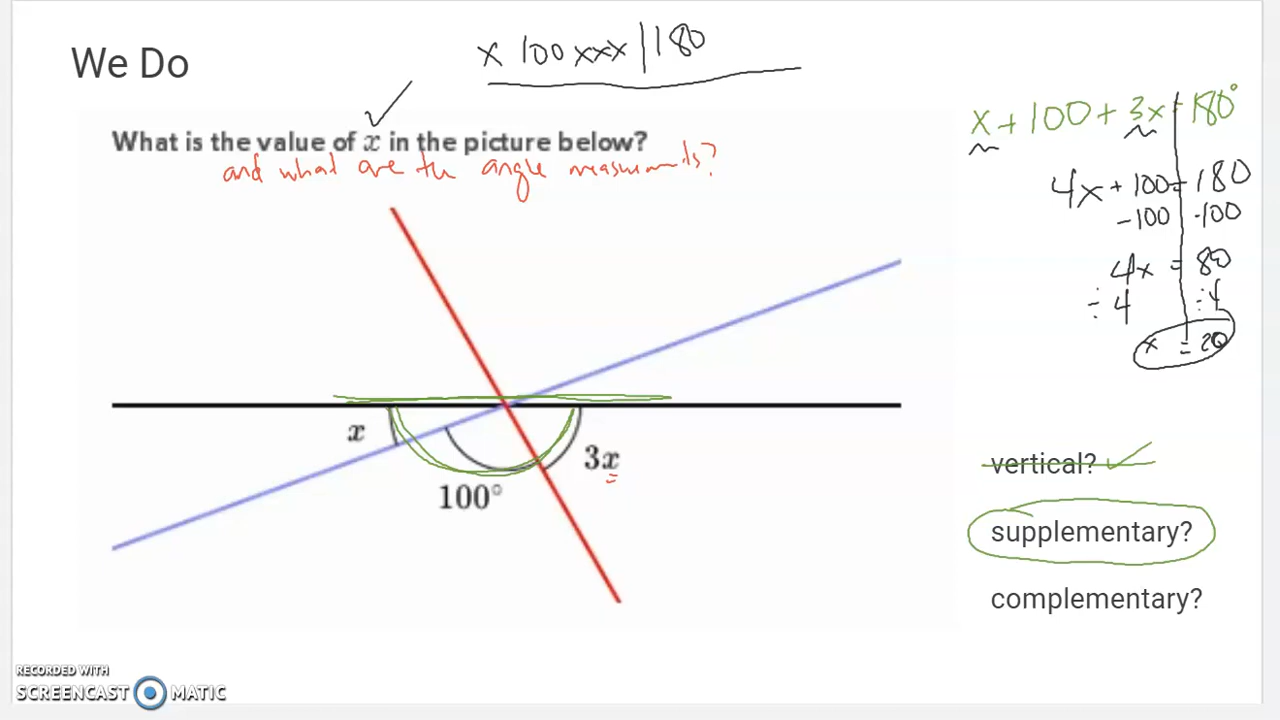 x 100 xxx | 180
We Do
What is the value of x in the picture below?
and what are the angle measurements?
x + 100 + 3x = 180°
4x + 100 = 180
-100 -100
4x = 80
÷ 4 ÷ 4
x = 20
x
3x
100°
vertical?
supplementary?
complementary?
RECORDED WITH
SCREENCAST MATIC